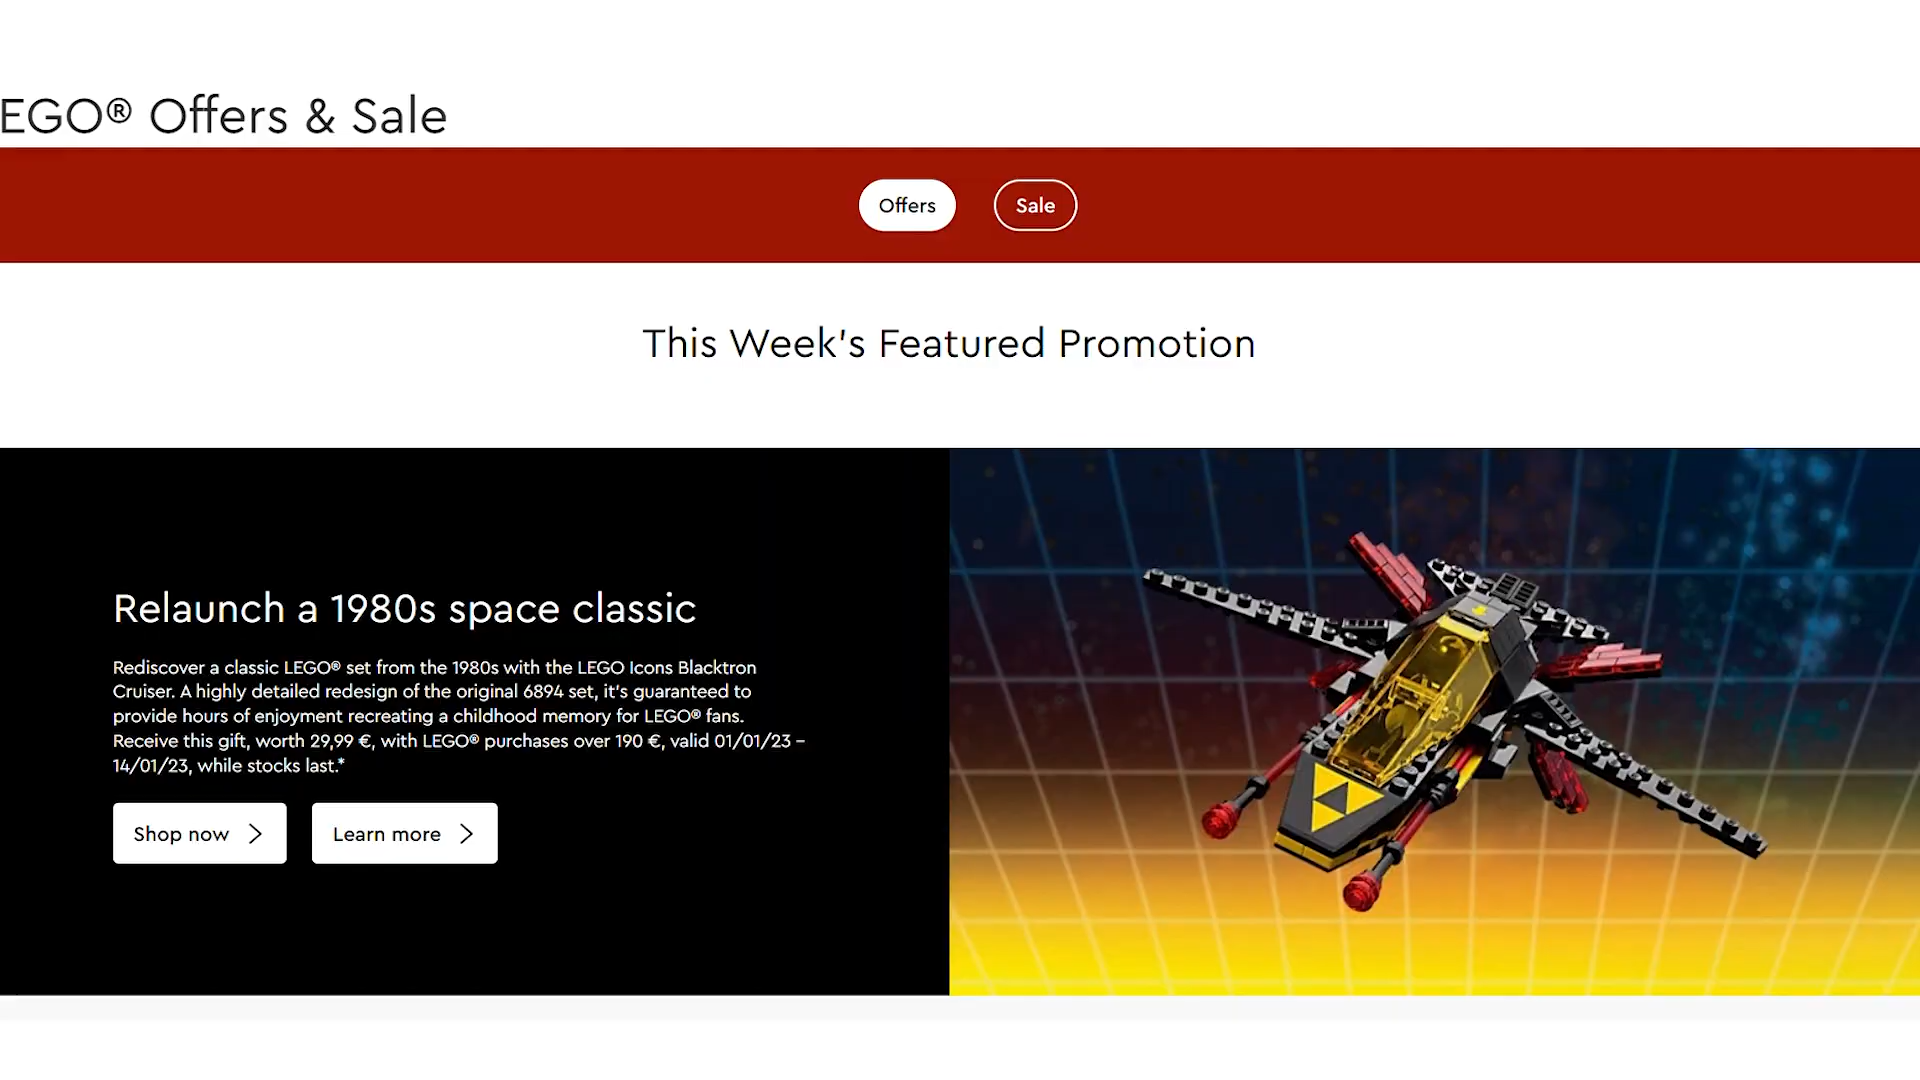 EGO® Offers & Sale
Offers
Sale
This Week's Featured Promotion
Relaunch a 1980s space classic
Rediscover a classic LEGO® set from the 1980s with the LEGO Icons Blacktron
Cruiser. A highly detailed redesign of the original 6894 set, it's guaranteed to
provide hours of enjoyment recreating a childhood memory for LEGO® fans.
Receive this gift, worth 29,99 €, with LEGO® purchases over 190 €, valid 01/01/23 –
14/01/23, while stocks last.*
Shop now
Learn more